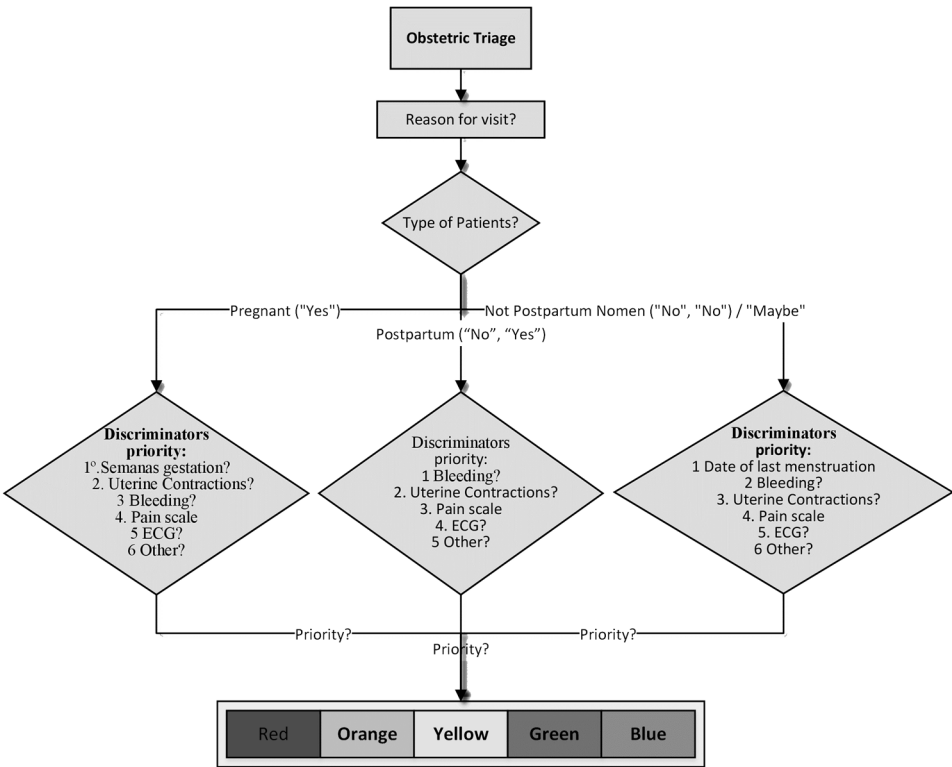 Obstetric Triage
Reason for visit?
Type of Patients?
Pregnant ("Yes")
Not Postpartum Nomen ("No", "No") / "Maybe"
Postpartum (“No”, “Yes”)
Discriminators
priority:
1º.Semanas gestation?
2. Uterine Contractions?
3 Bleeding?
4. Pain scale
5 ECG?
6 Other?
Discriminators
priority:
1 Bleeding?
2. Uterine Contractions?
3. Pain scale
4. ECG?
5 Other?
Discriminators
priority:
1 Date of last menstruation
2 Bleeding?
3. Uterine Contractions?
4. Pain scale
5. ECG?
6 Other?
Priority?
Priority?
Priority?
Red
Orange
Yellow
Green
Blue